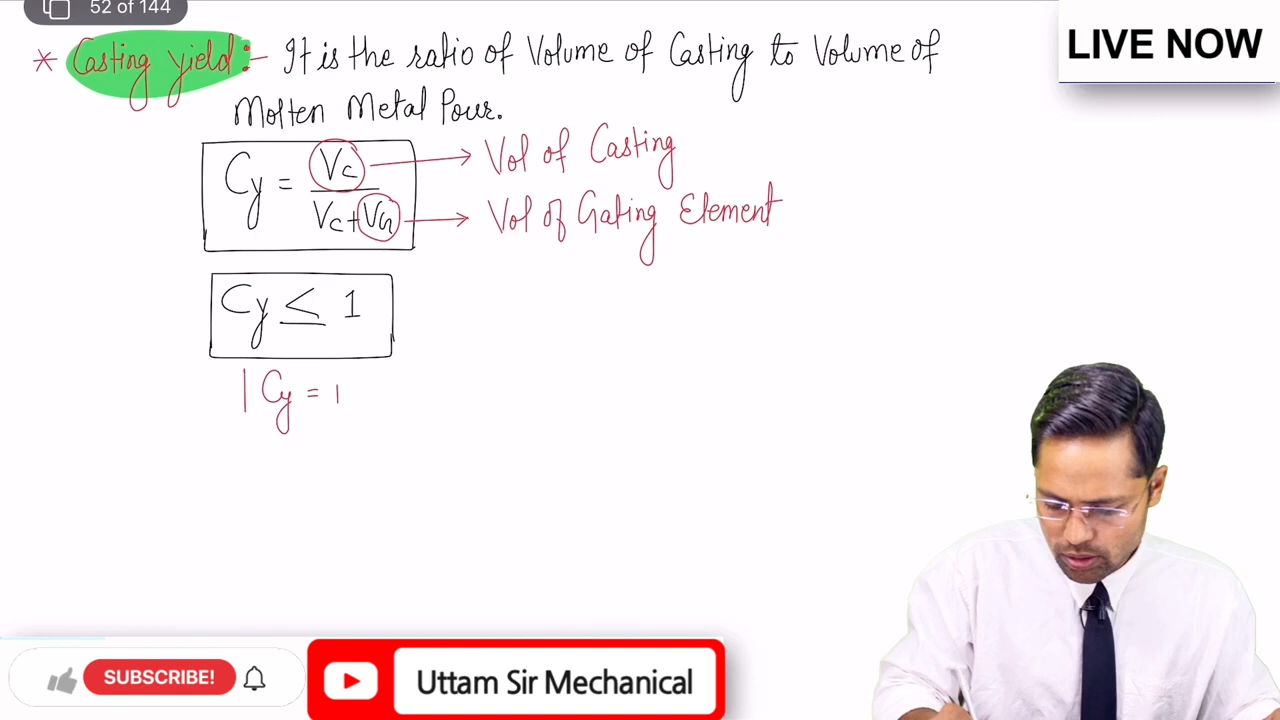 52 of 144
LIVE NOW
* Casting yield:- It is the ratio of Volume of Casting to Volume of
Molten Metal Pour.
Cy = Vc / Vc+VG
Vol of Casting
Vol of Gating Element
Cy ≤ 1
| Cy = 1
SUBSCRIBE!
Uttam Sir Mechanical